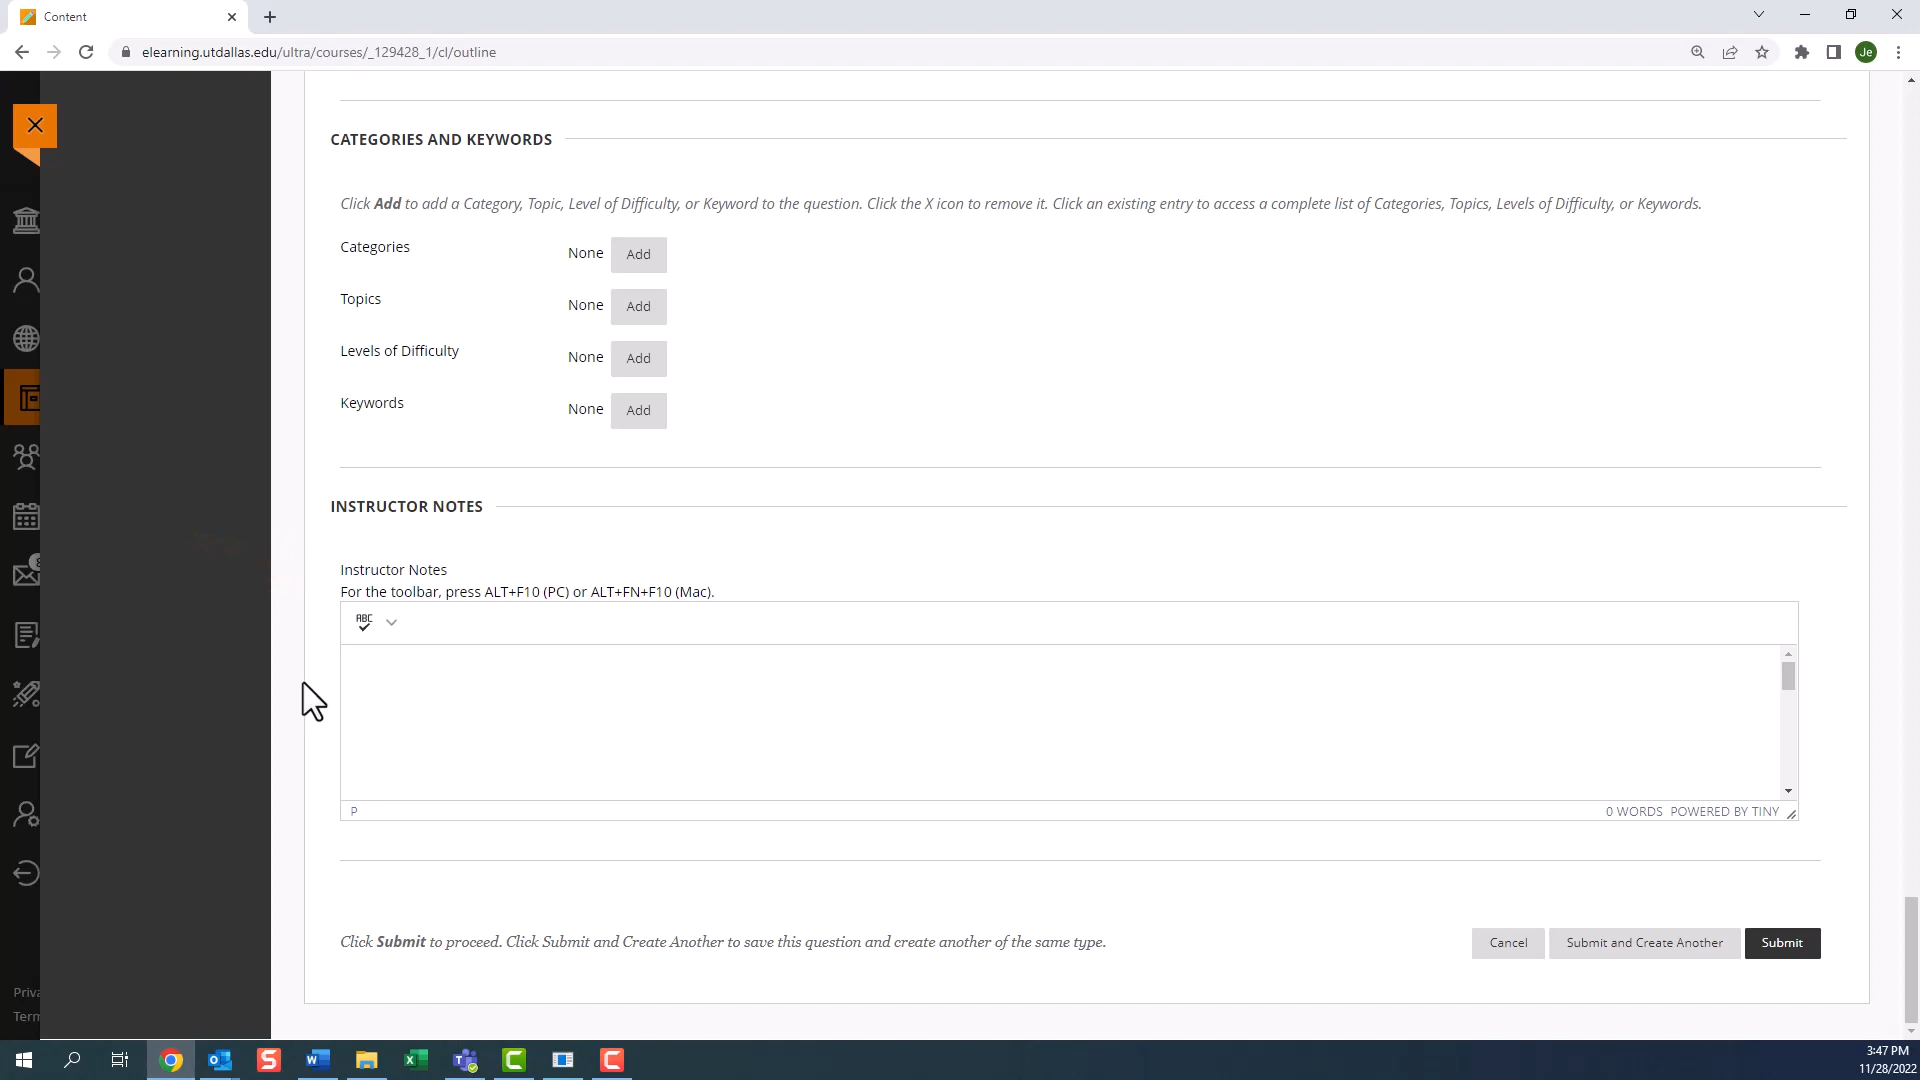 Content
elearning.utdallas.edu/ultra/courses/_129428_1/cl/outline
Je
CATEGORIES AND KEYWORDS
Click Add to add a Category, Topic, Level of Difficulty, or Keyword to the question. Click the X icon to remove it. Click an existing entry to access a complete list of Categories, Topics, Levels of Difficulty, or Keywords.
Categories None Add
Topics None Add
Levels of Difficulty None Add
Keywords None Add
INSTRUCTOR NOTES
Instructor Notes
For the toolbar, press ALT+F10 (PC) or ALT+FN+F10 (Mac).
ABC
P 0 WORDS POWERED BY TINY
Click Submit to proceed. Click Submit and Create Another to save this question and create another of the same type.
Cancel Submit and Create Another Submit
Priva
Term
3:47 PM
11/28/2022